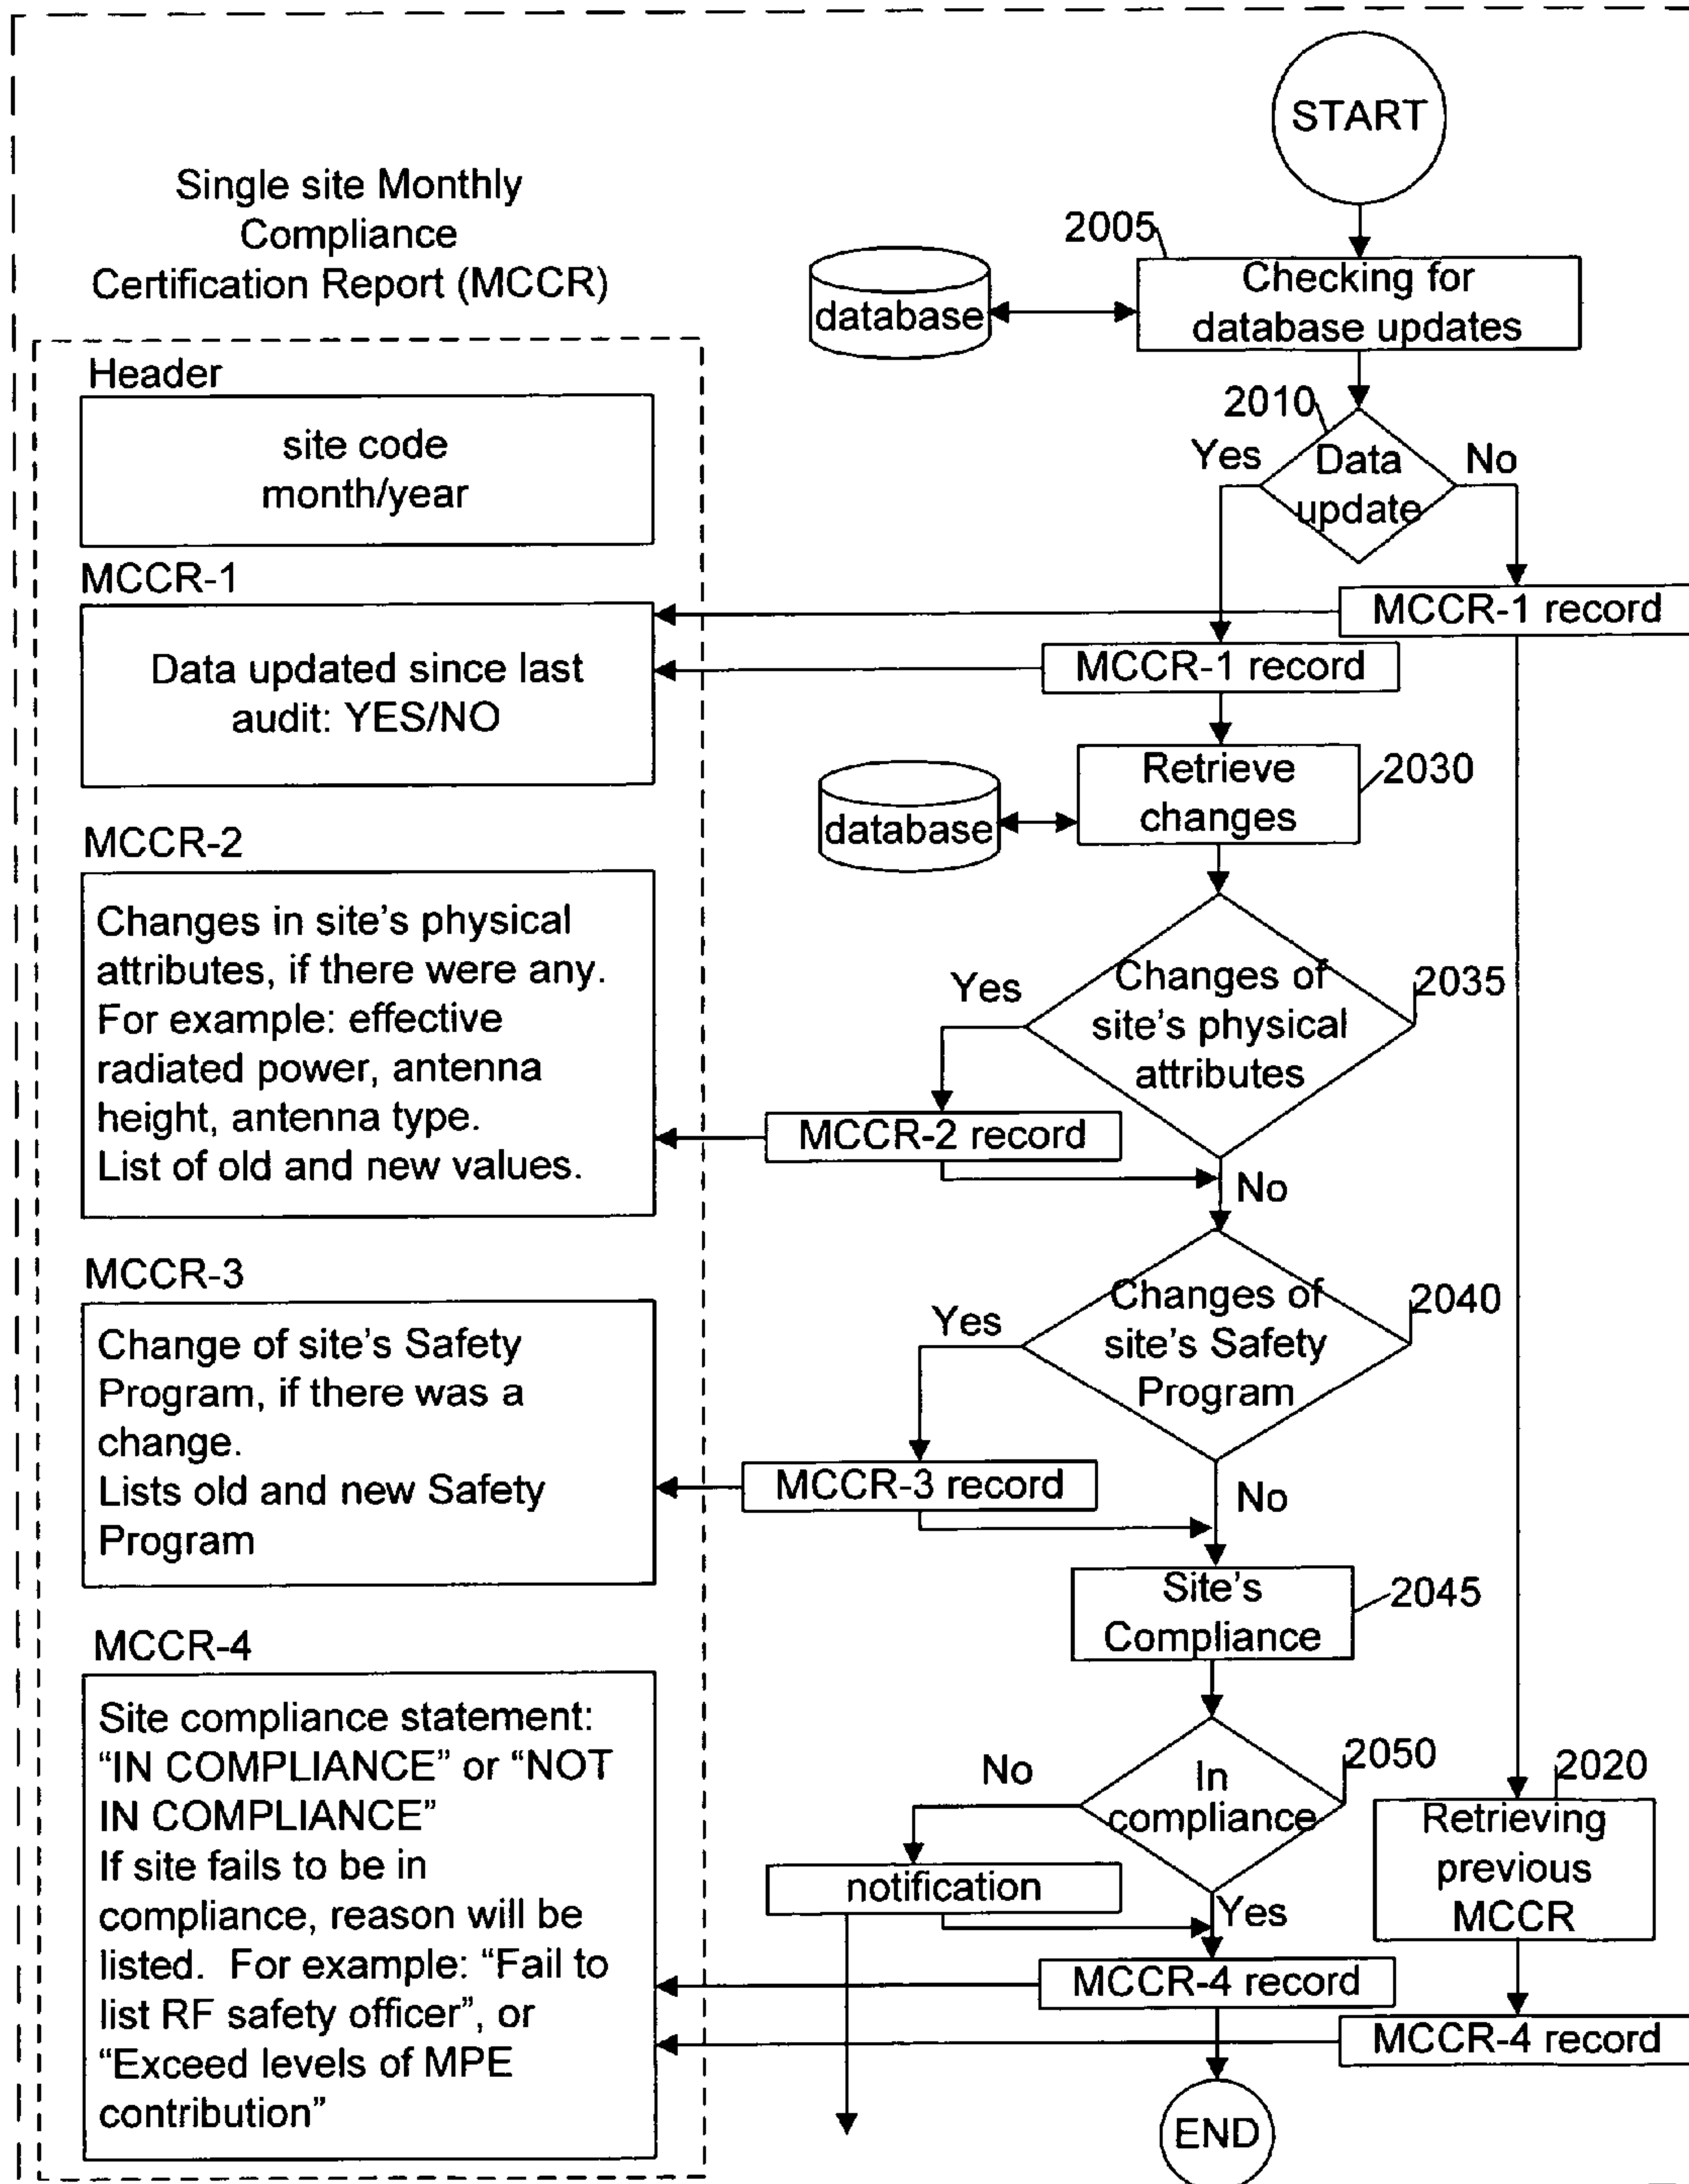 Single site Monthly
Compliance
Certification Report (MCCR)
Header
site code
month/year
MCCR-1
Data updated since last
audit: YES/NO
MCCR-2
Changes in site's physical
attributes, if there were any.
For example: effective
radiated power, antenna
height, antenna type.
List of old and new values.
MCCR-3
Change of site's Safety
Program, if there was a
change.
Lists old and new Safety
Program
MCCR-4
Site compliance statement:
“IN COMPLIANCE” or “NOT
IN COMPLIANCE”
If site fails to be in
compliance, reason will be
listed. For example: “Fail to
list RF safety officer”, or
“Exceed levels of MPE
contribution”
START
2005
Checking for
database updates
database
2010
Yes
Data
update
No
MCCR-1 record
MCCR-1 record
Retrieve
changes
2030
database
Yes
Changes of
site's physical
attributes
2035
MCCR-2 record
No
Yes
Changes of
site's Safety
Program
2040
MCCR-3 record
No
Site's
Compliance
2045
No
In
compliance
2050
2020
Retrieving
previous
MCCR
notification
Yes
MCCR-4 record
MCCR-4 record
END